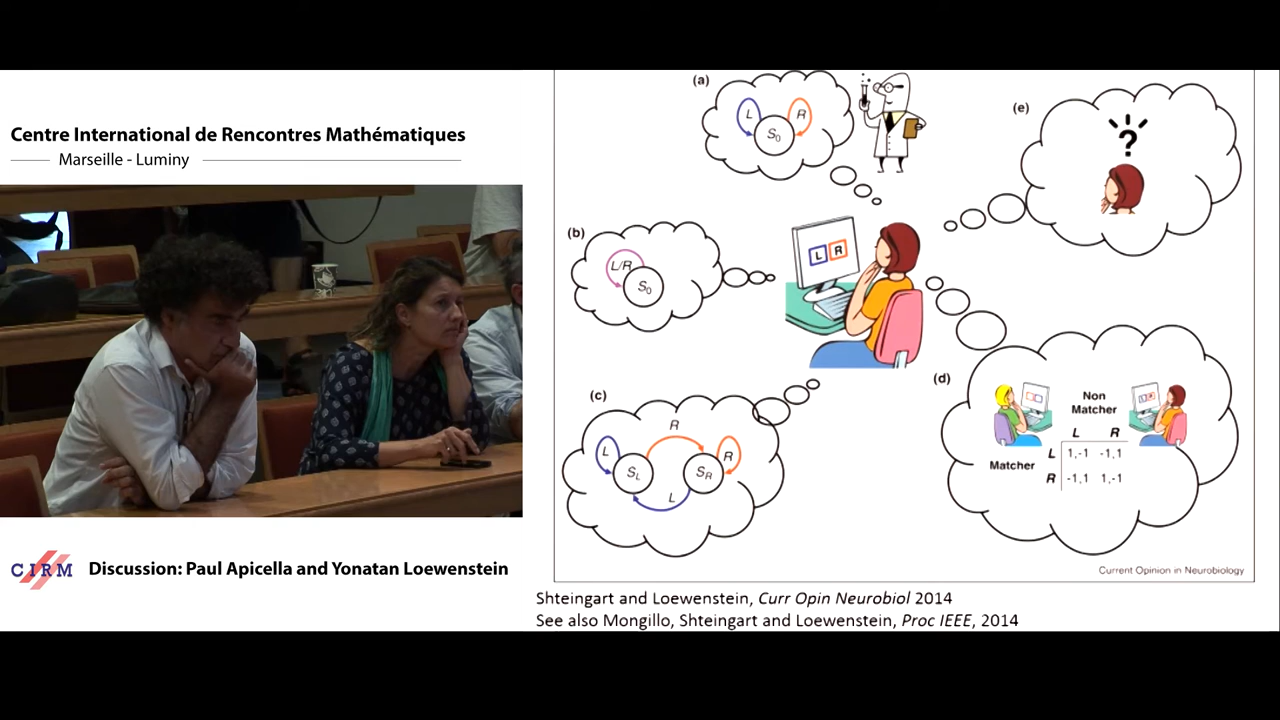 Centre International de Rencontres Mathématiques
Marseille - Luminy
CIRM
Discussion: Paul Apicella and Yonatan Loewenstein
(a)
L
R
S0
(b)
L/R
S0
(c)
R
L
SL
SR
R
L
L R
(e)
?
(d)
Non
Matcher
L R
Matcher
L 1,-1 -1,1
R -1,1 1,-1
Current Opinion in Neurobiology
Shteingart and Loewenstein, Curr Opin Neurobiol 2014
See also Mongillo, Shteingart and Loewenstein, Proc IEEE, 2014